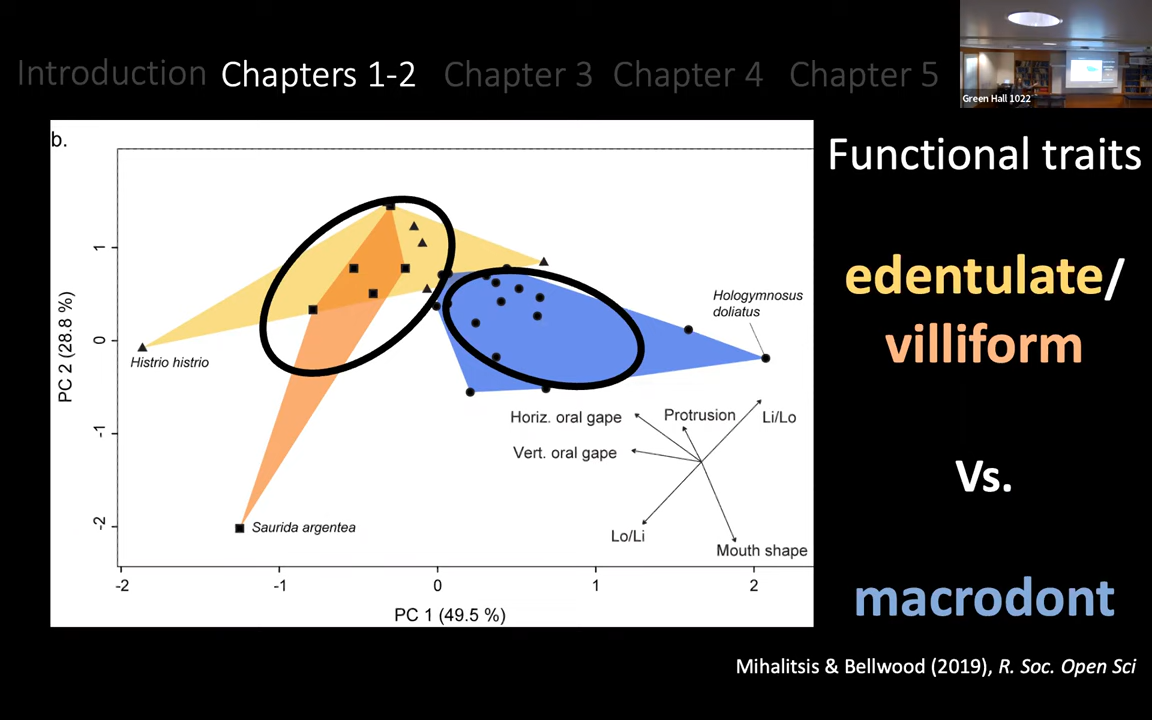 Introduction Chapters 1-2 Chapter 3 Chapter 4 Chapter 5
Green Hall 1022
b.
Functional traits
edentulate/
villiform
Vs.
macrodont
Hologymnosus
doliatus
Histrio histrio
Saurida argentea
Horiz. oral gape
Protrusion
Li/Lo
Vert. oral gape
Lo/Li
Mouth shape
PC 2 (28.8 %)
1
0
-1
-2
-2 -1 0 1 2
PC 1 (49.5 %)
Mihalitsis & Bellwood (2019), R. Soc. Open Sci